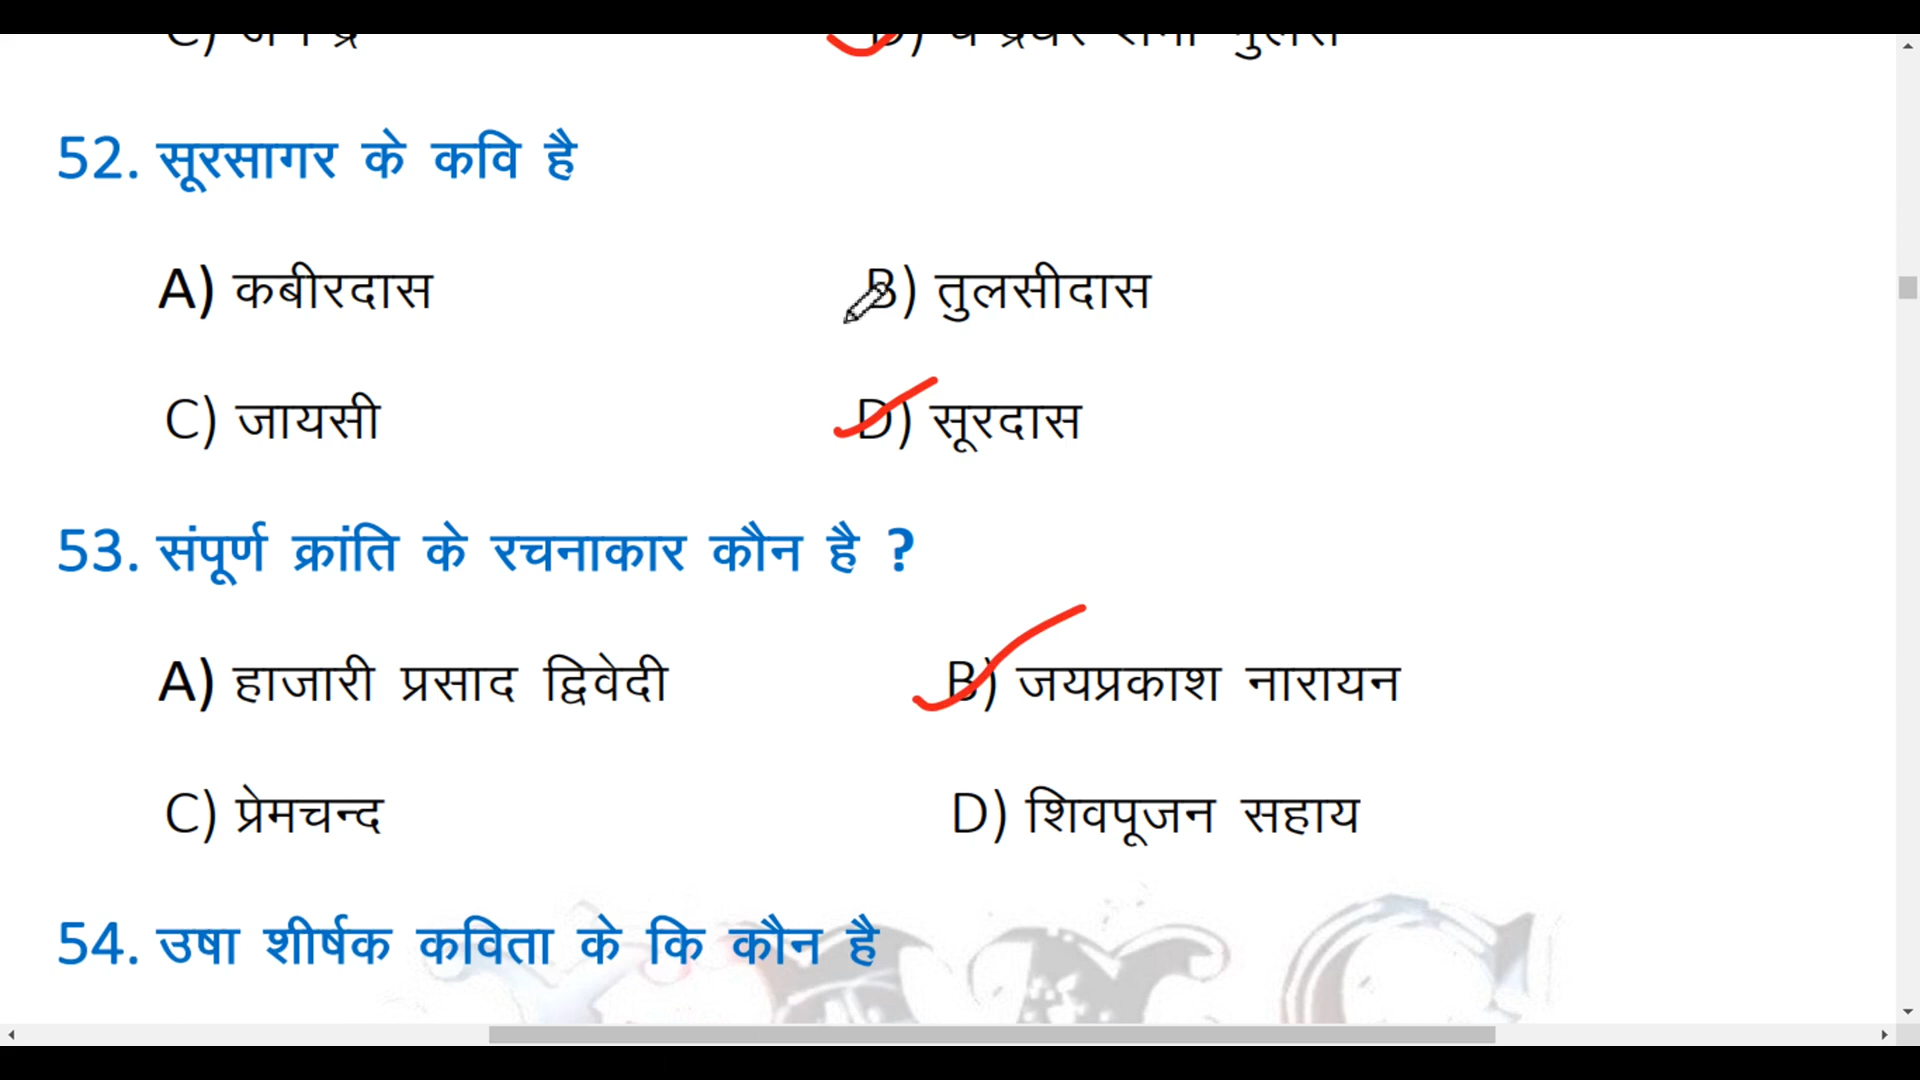 52. सूरसागर के कवि है
A) कबीरदास B) तुलसीदास
C) जायसी D) सूरदास
53. संपूर्ण क्रांति के रचनाकार कौन है ?
A) हाजारी प्रसाद द्विवेदी B) जयप्रकाश नारायन
C) प्रेमचन्द D) शिवपूजन सहाय
54. उषा शीर्षक कविता के कि कौन है